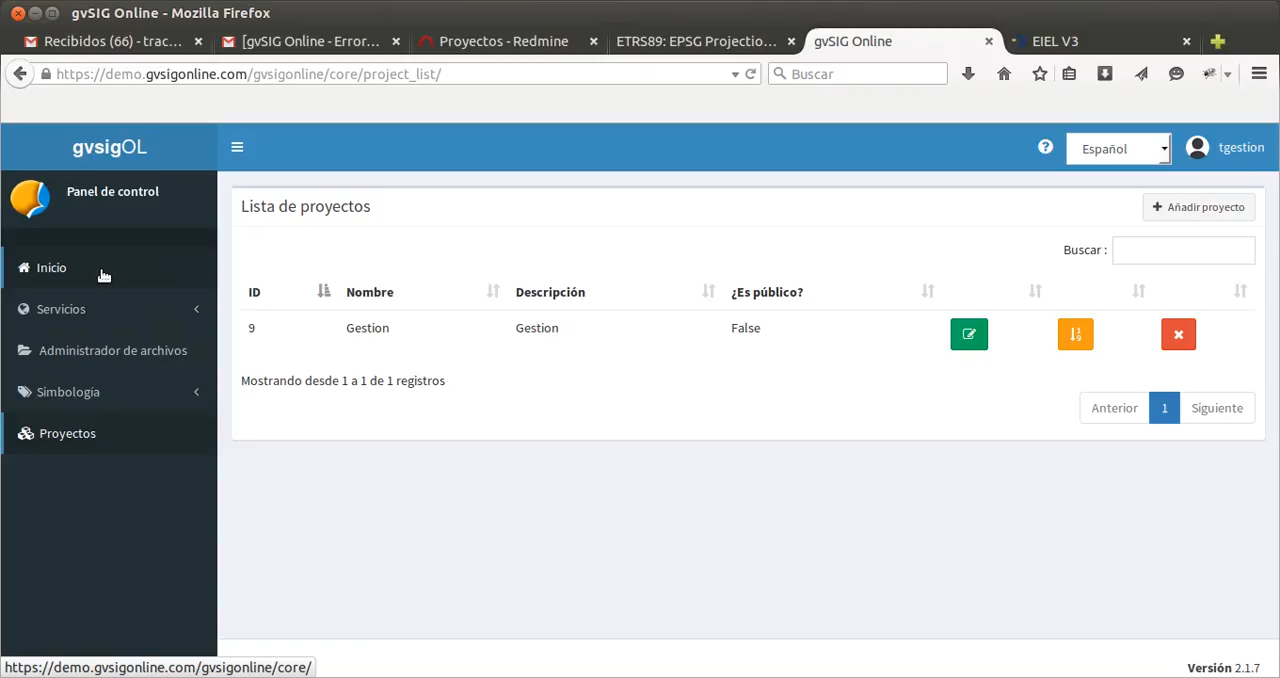 gvSIG Online - Mozilla Firefox
Recibidos (66) - trac...
[gvSIG Online - Error...
Proyectos - Redmine
ETRS89: EPSG Projectio...
gvSIG Online
EIEL V3
https://demo.gvsigonline.com/gvsigonline/core/project_list/
Buscar
gvsigOL
Español
tgestion
Panel de control
Inicio
Servicios
Administrador de archivos
Simbología
Proyectos
Lista de proyectos
Añadir proyecto
Buscar :
ID Nombre Descripción ¿Es público?
9 Gestion Gestion False
Mostrando desde 1 a 1 de 1 registros
Anterior 1 Siguiente
https://demo.gvsigonline.com/gvsigonline/core/
Versión 2.1.7